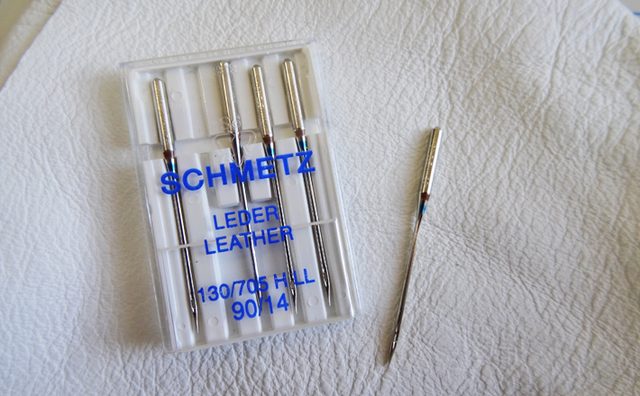 SCHMETZ
LEDER
LEATHER
130/705 H LL
90/14